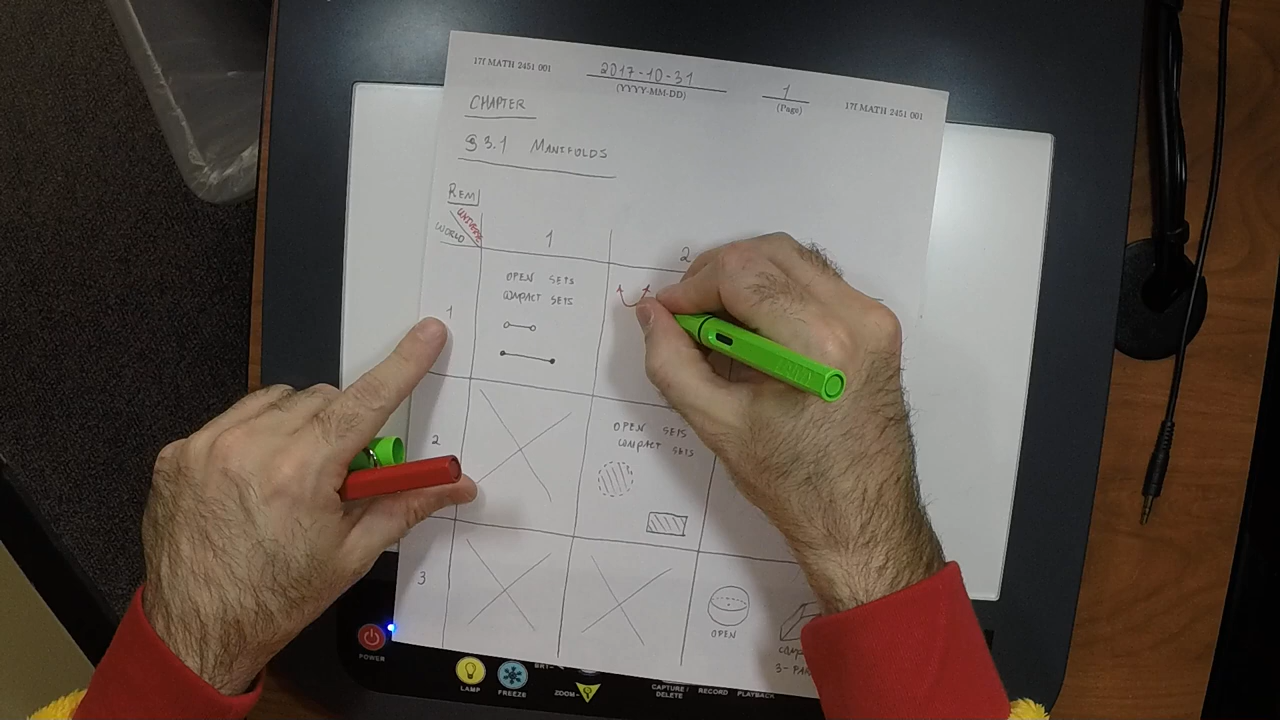 17f MATH 2451 001
2017-10-31
(YYYY-MM-DD)
1
(Page)
17f MATH 2451 001
CHAPTER
§ 3.1 MANIFOLDS
REM
UNIVERSE
WORLD
1
2
1
OPEN SETS
COMPACT SETS
2
OPEN SETS
COMPACT SETS
3
OPEN
3-
POWER
LAMP
FREEZE
BRT-
ZOOM-
CAPTURE /
DELETE
RECORD
PLAYBACK